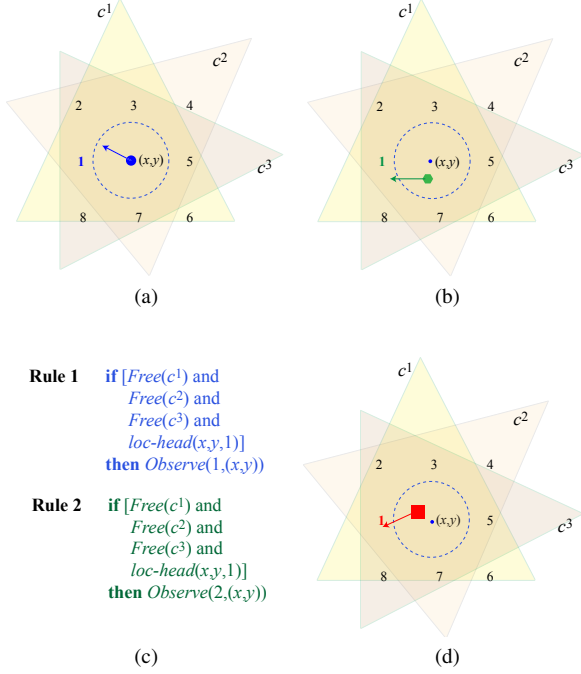 c¹
c²
2 3 4
1 (x,y) 5
c³
8 7 6
(a)
c¹
c²
2 3 4
1 (x,y) 5
c³
8 7 6
(b)
Rule 1 if [Free(c¹) and
Free(c²) and
Free(c³) and
loc-head(x,y,1)]
then Observe(1,(x,y))
Rule 2 if [Free(c¹) and
Free(c²) and
Free(c³) and
loc-head(x,y,1)]
then Observe(2,(x,y))
(c)
c¹
c²
2 3 4
1 (x,y) 5
c³
8 7 6
(d)